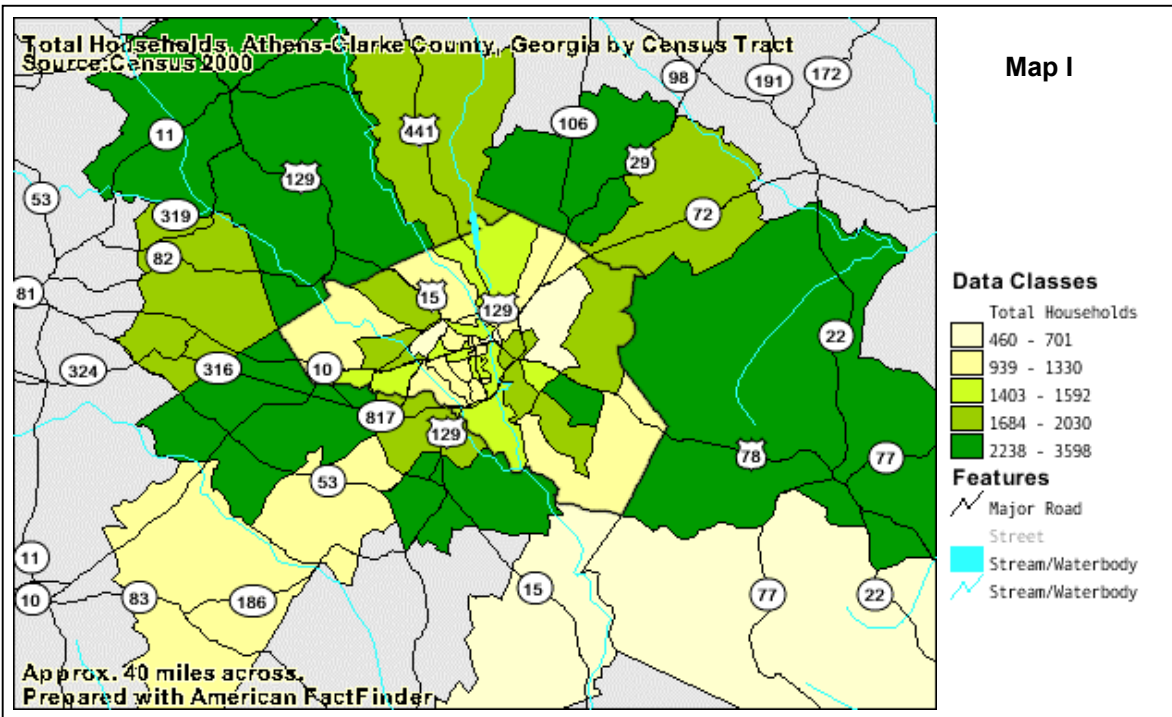 Total Households, Athens-Clarke County, Georgia by Census Tract
Source:Census 2000
Map I
98
191
172
11
441
106
129
29
53
319
72
82
81
15
129
22
324
316
10
817
129
78
77
53
11
10
83
186
15
77
22
Approx. 40 miles across.
Prepared with American FactFinder
Data Classes
Total Households
460 - 701
939 - 1330
1403 - 1592
1684 - 2030
2238 - 3598
Features
Major Road
Street
Stream/Waterbody
Stream/Waterbody